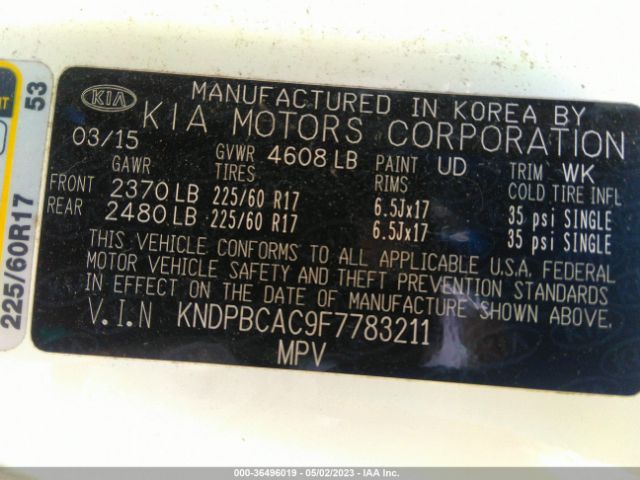 MANUFACTURED IN KOREA BY
KIA KIA MOTORS CORPORATION
03/15 GVWR 4608 LB PAINT UD TRIM WK
GAWR TIRES RIMS COLD TIRE INFL
FRONT 2370 LB 225/60 R17 6.5Jx17 35 psi SINGLE
REAR 2480 LB 225/60 R17 6.5Jx17 35 psi SINGLE
THIS VEHICLE CONFORMS TO ALL APPLICABLE U.S.A. FEDERAL
MOTOR VEHICLE SAFETY AND THEFT PREVENTION STANDARDS
IN EFFECT ON THE DATE OF MANUFACTURE SHOWN ABOVE.
V.I.N KNDPBCAC9F7783211
MPV
53
225/60R17
000-36496019 - 05/02/2023 - IAA Inc.